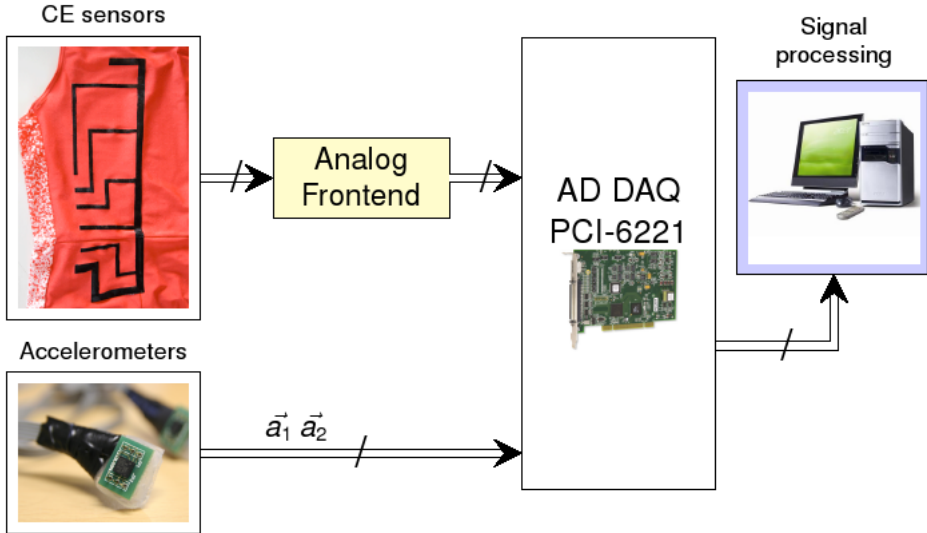 CE sensors
Signal
processing
Analog
Frontend
AD DAQ
PCI-6221
Accelerometers
a⃗₁ a⃗₂